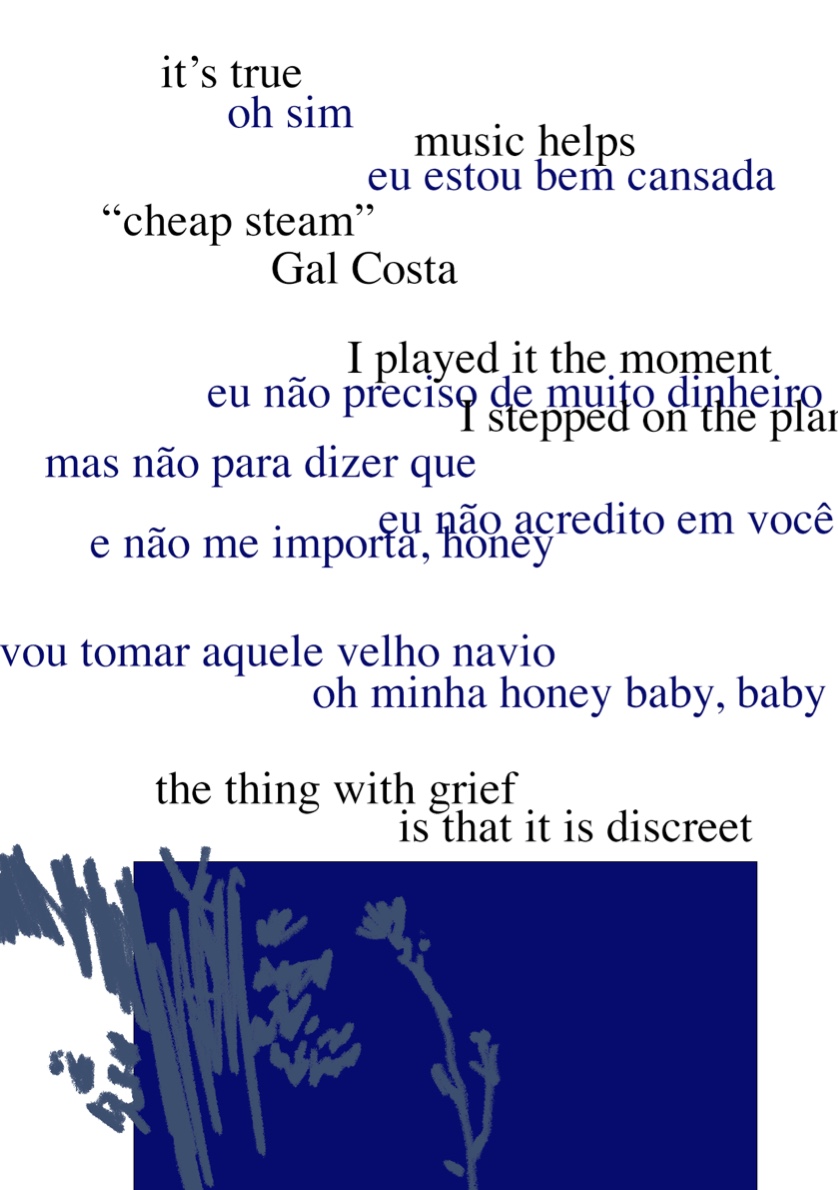 it’s true
oh sim
music helps
eu estou bem cansada
“cheap steam”
Gal Costa
I played it the moment
eu não preciso de muito dinheiro
I stepped on the plan
mas não para dizer que
eu não acredito em você
e não me importa, honey
vou tomar aquele velho navio
oh minha honey baby, baby
the thing with grief
is that it is discreet